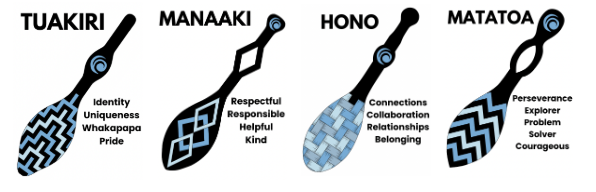 TUAKIRI
Identity
Uniqueness
Whakapapa
Pride
MANAAKI
Respectful
Responsible
Helpful
Kind
HONO
Connections
Collaboration
Relationships
Belonging
MATATOA
Perseverance
Explorer
Problem
Solver
Courageous